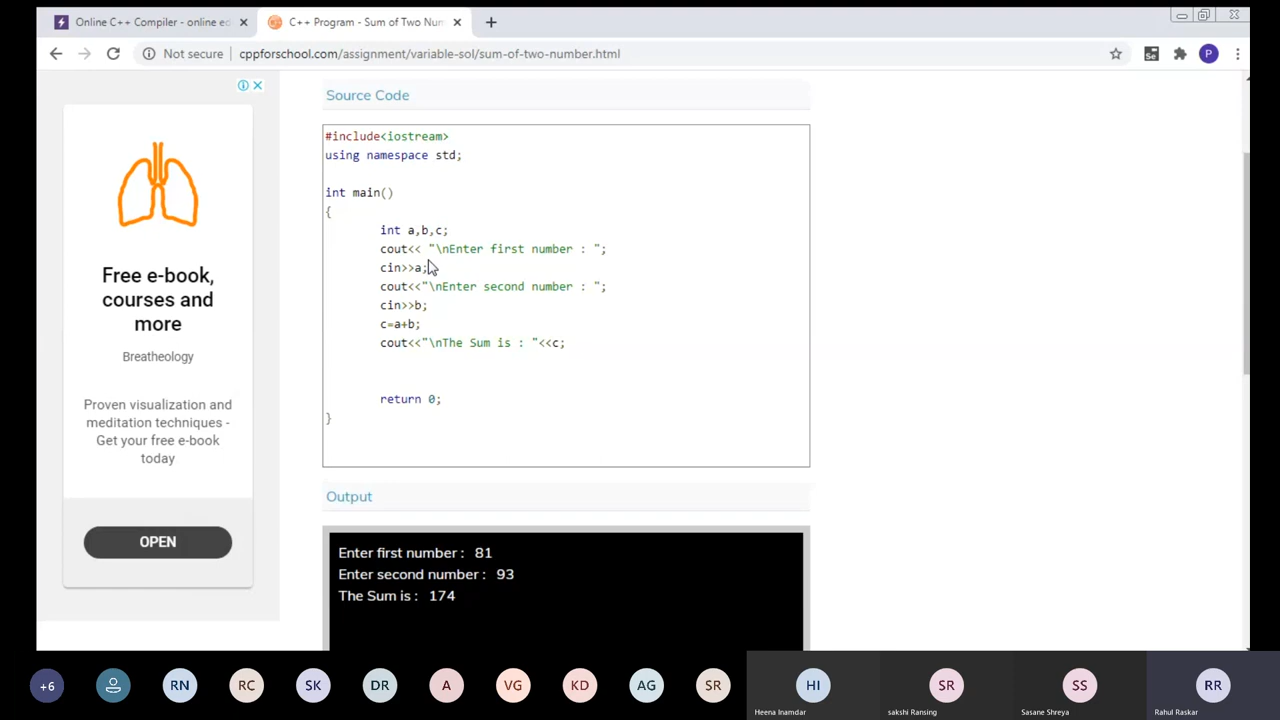 Online C++ Compiler - online ed
C++ Program - Sum of Two Num
Not secure
cppforschool.com/assignment/variable-sol/sum-of-two-number.html
Se
P
Source Code
#include<iostream>
using namespace std;
int main()
{
int a,b,c;
cout<< "\nEnter first number : ";
cin>>a;
cout<<"\nEnter second number : ";
cin>>b;
c=a+b;
cout<<"\nThe Sum is : "<<c;
return 0;
}
Output
Enter first number : 81
Enter second number : 93
The Sum is : 174
Free e-book,
courses and
more
Breatheology
Proven visualization and
meditation techniques -
Get your free e-book
today
OPEN
+6
RN
RC
SK
DR
A
VG
KD
AG
SR
HI
Heena Inamdar
SR
sakshi Ransing
SS
Sasane Shreya
RR
Rahul Raskar